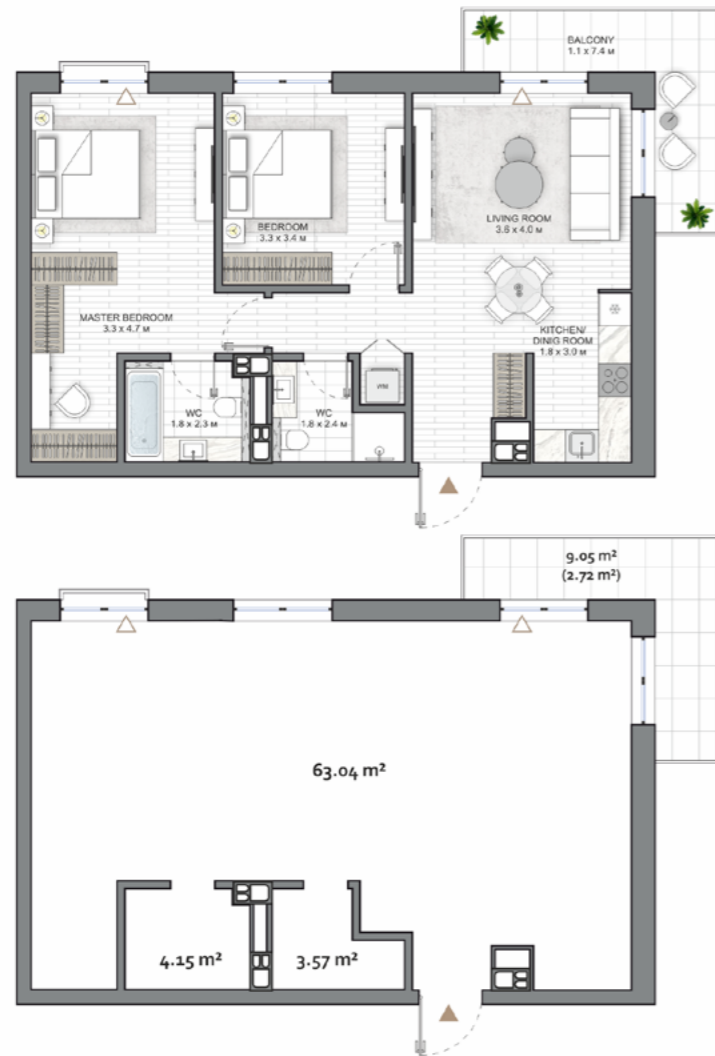 BALCONY
1.1 x 7.4 м
BEDROOM
3.3 x 3.4 м
LIVING ROOM
3.6 x 4.0 м
MASTER BEDROOM
3.3 x 4.7 м
KITCHEN/
DINIG ROOM
1.8 x 3.0 м
WC
1.8 x 2.3 м
WC
1.8 x 2.4 м
WM
9.05 m²
(2.72 m²)
63.04 m²
4.15 m²
3.57 m²